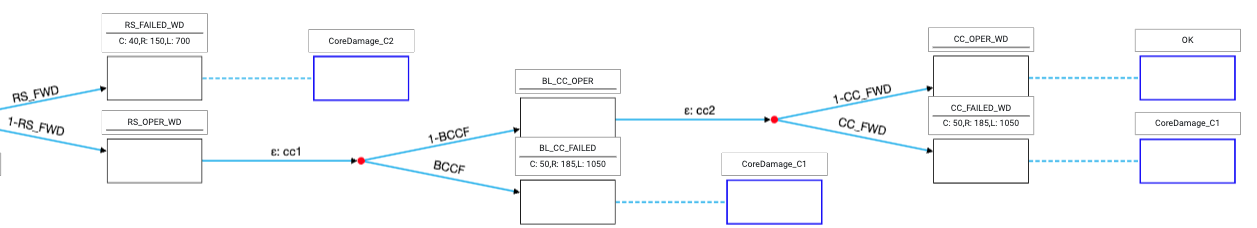 RS_FWD
1-RS_FWD
RS_FAILED_WD
C: 40,R: 150,L: 700
CoreDamage_C2
RS_OPER_WD
ε: cc1
1-BCCF
BCCF
BL_CC_OPER
BL_CC_FAILED
C: 50,R: 185,L: 1050
CoreDamage_C1
ε: cc2
1-CC_FWD
CC_FWD
CC_OPER_WD
OK
CC_FAILED_WD
C: 50,R: 185,L: 1050
CoreDamage_C1